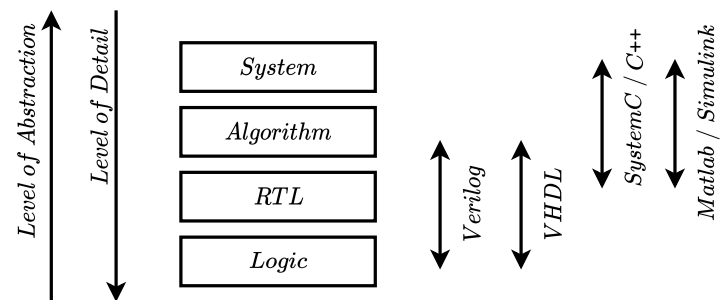 Level of Abstraction
Level of Detail
System
Algorithm
RTL
Logic
Verilog
VHDL
SystemC / C++
Matlab / Simulink